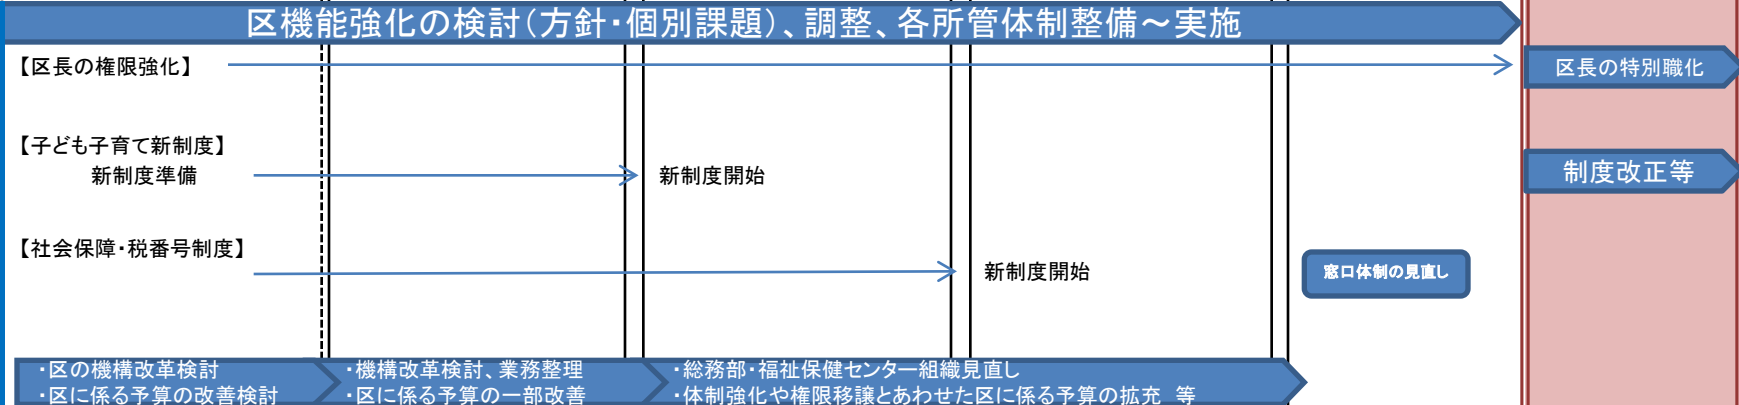 区機能強化の検討（方針・個別課題）、調整、各所管体制整備～実施
【区長の権限強化】
区長の特別職化
【子ども子育て新制度】
新制度準備
新制度開始
制度改正等
【社会保障・税番号制度】
新制度開始
窓口体制の見直し
・区の機構改革検討
・区に係る予算の改善検討
・機構改革検討、業務整理
・区に係る予算の一部改善
・総務部・福祉保健センター組織見直し
・体制強化や権限移譲とあわせた区に係る予算の拡充　等